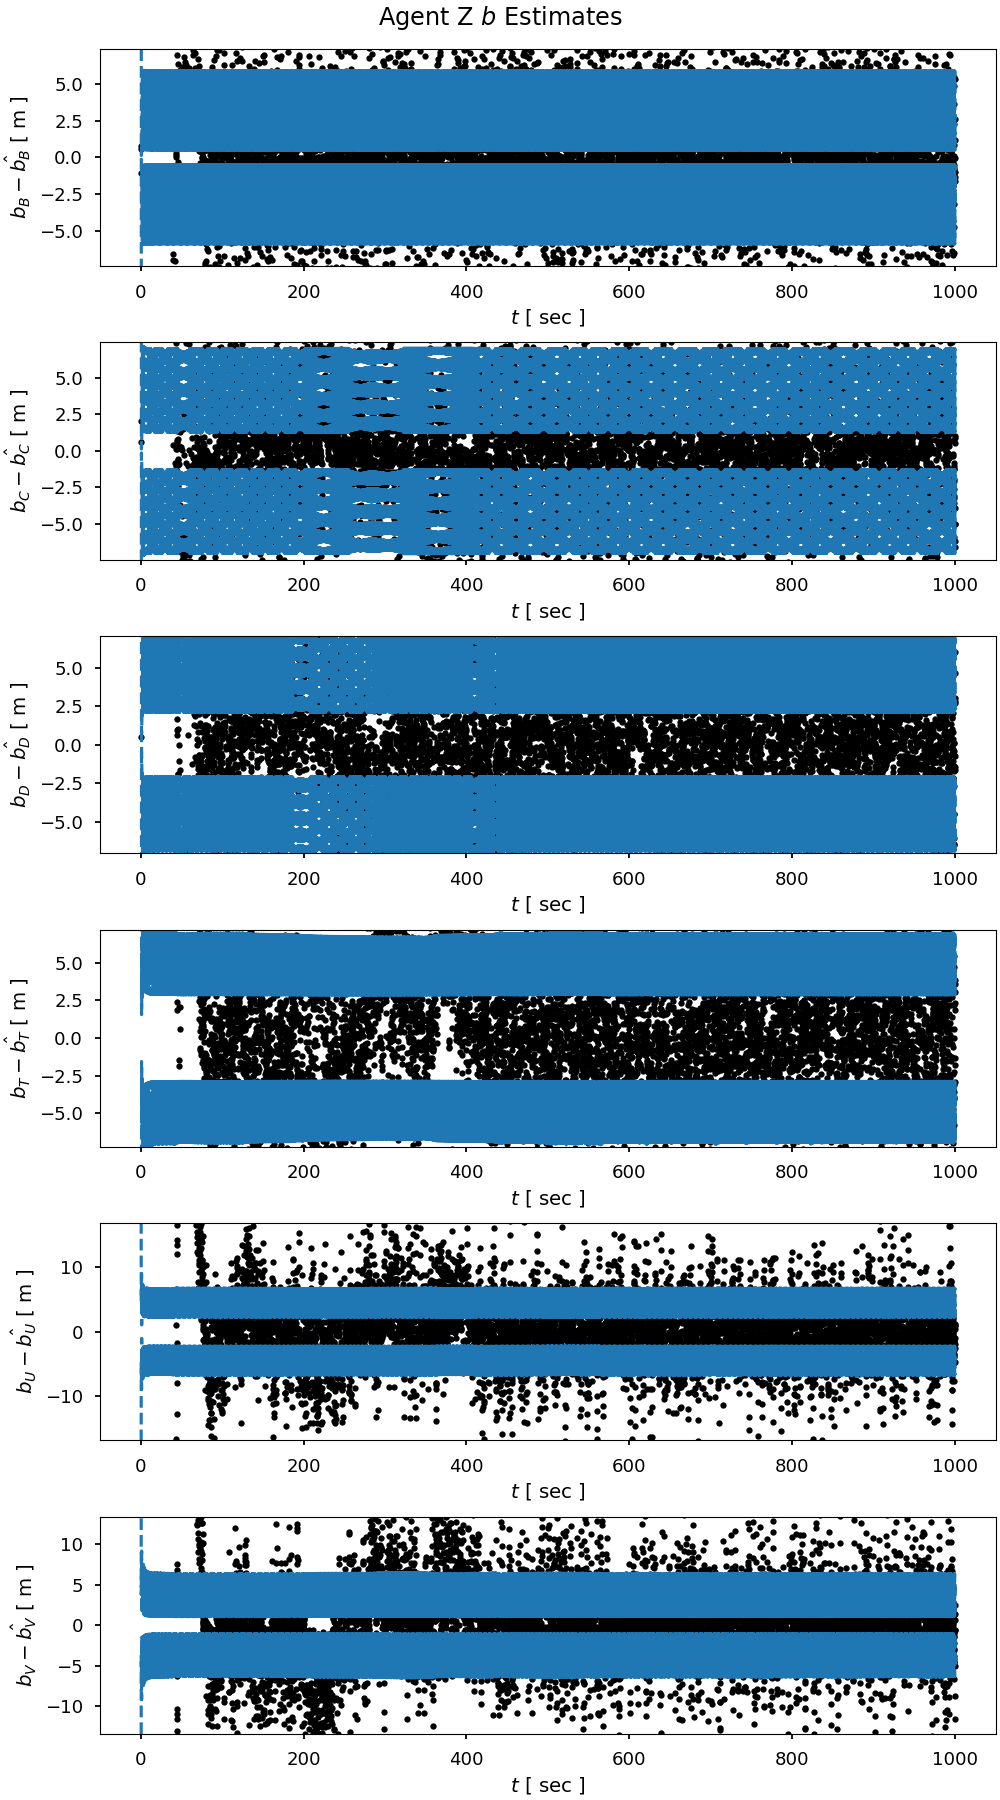 Agent Z b Estimates
b_B − b̂_B [ m ]
5.0
2.5
0.0
−2.5
−5.0
0 200 400 600 800 1000
t [ sec ]
b_C − b̂_C [ m ]
5.0
2.5
0.0
−2.5
−5.0
0 200 400 600 800 1000
t [ sec ]
b_D − b̂_D [ m ]
5.0
2.5
0.0
−2.5
−5.0
0 200 400 600 800 1000
t [ sec ]
b_T − b̂_T [ m ]
5.0
2.5
0.0
−2.5
−5.0
0 200 400 600 800 1000
t [ sec ]
b_U − b̂_U [ m ]
10
0
−10
0 200 400 600 800 1000
t [ sec ]
b_V − b̂_V [ m ]
10
5
0
−5
−10
0 200 400 600 800 1000
t [ sec ]